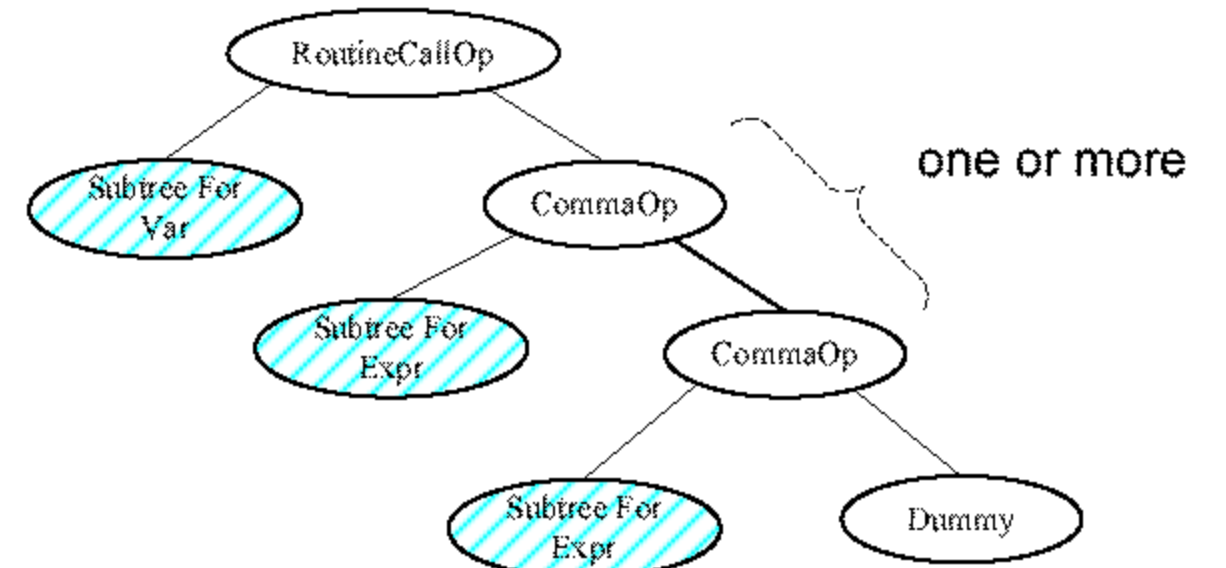 RoutineCallOp
one or more
Subtree For
Var
CommaOp
Subtree For
Expr
CommaOp
Subtree For
Expr
Dummy